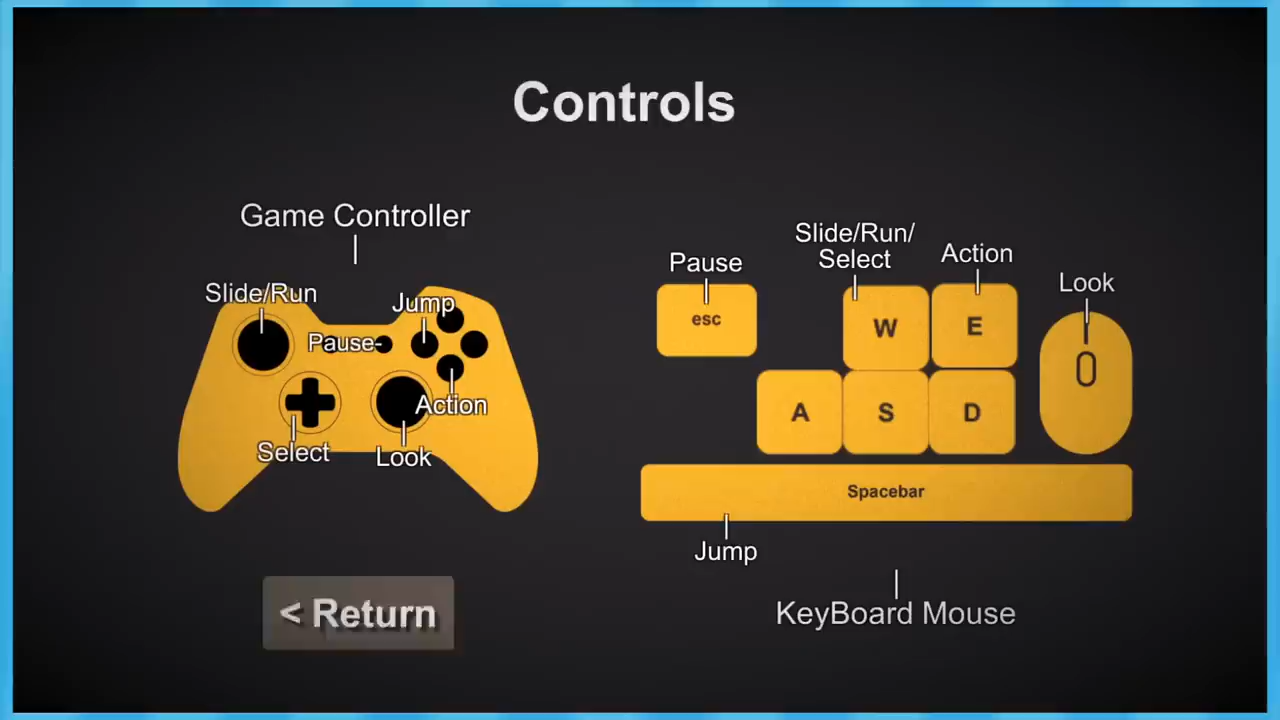 Controls
Game Controller
Slide/Run
Jump
Pause
Action
Select
Look
Pause
Slide/Run/
Select
Action
Look
esc
W
E
A
S
D
Spacebar
Jump
KeyBoard Mouse
< Return